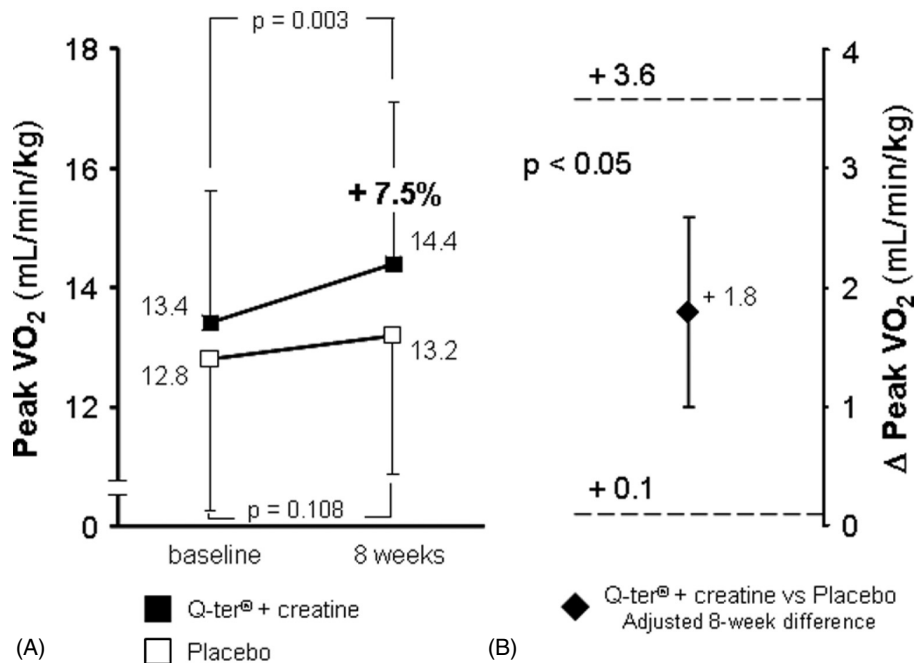 p = 0.003
18
16
14
12
0
Peak VO2 (mL/min/kg)
+ 7.5%
14.4
13.4
12.8
13.2
p = 0.108
baseline
8 weeks
Q-ter® + creatine
Placebo
(A)
+ 3.6
p < 0.05
+ 1.8
+ 0.1
4
3
2
1
0
Δ Peak VO2 (mL/min/kg)
Q-ter® + creatine vs Placebo
Adjusted 8-week difference
(B)